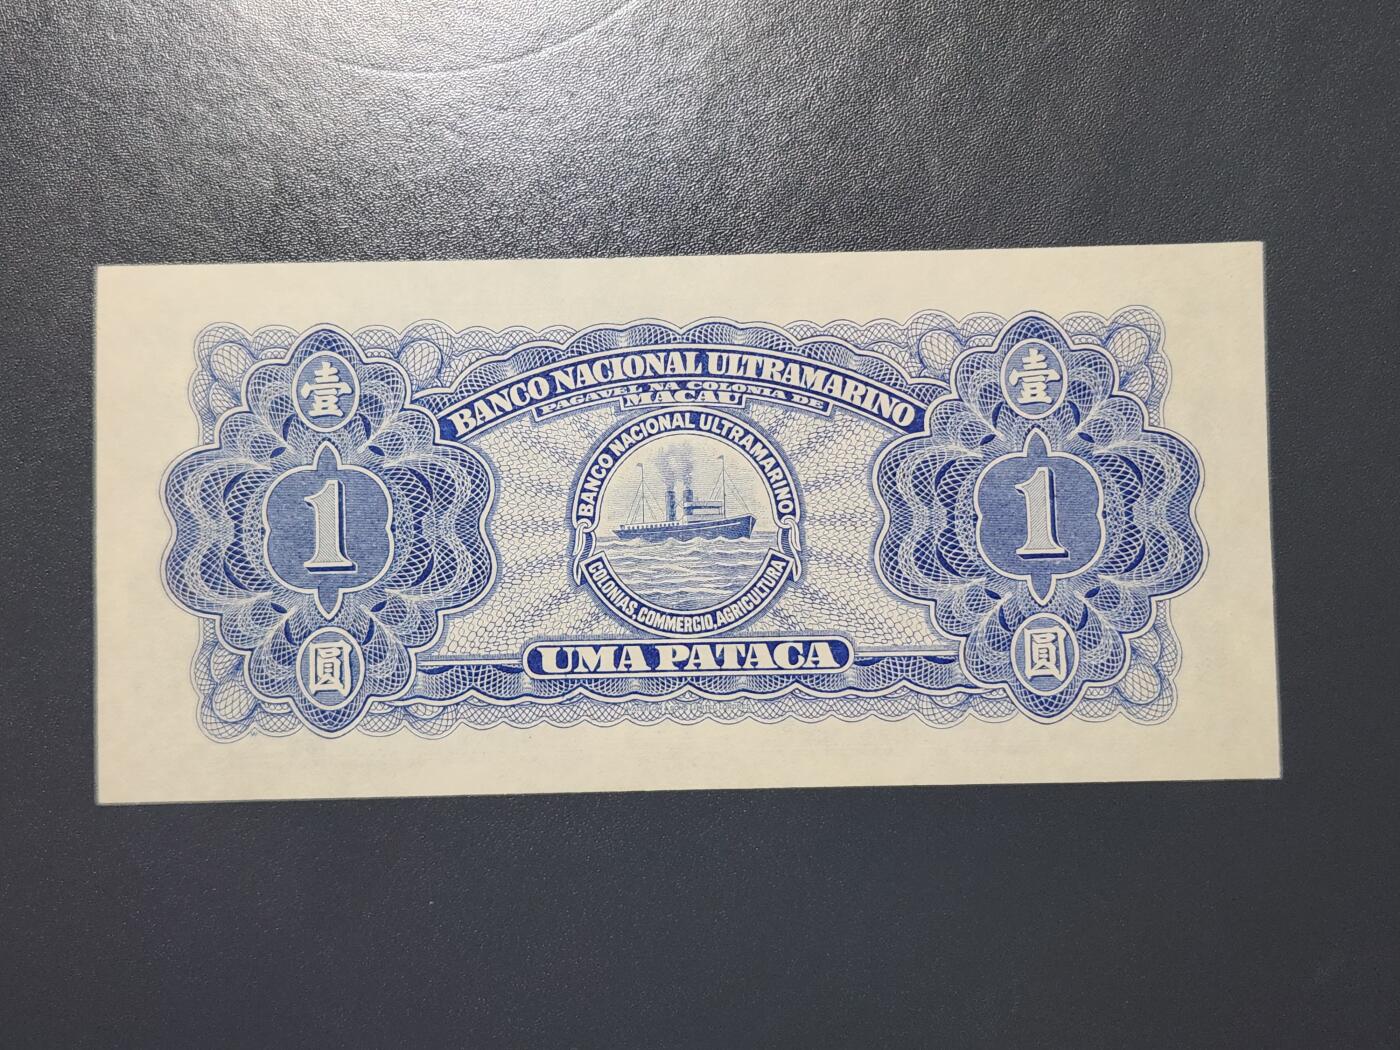 BANCO NACIONAL ULTRAMARINO
PAGAVEL NA COLONIA DE
MACAU
壹
壹
BANCO NACIONAL ULTRAMARINO
1
1
COLONIAS, COMMERCIO, AGRICULTURA
圓
圓
UMA PATACA